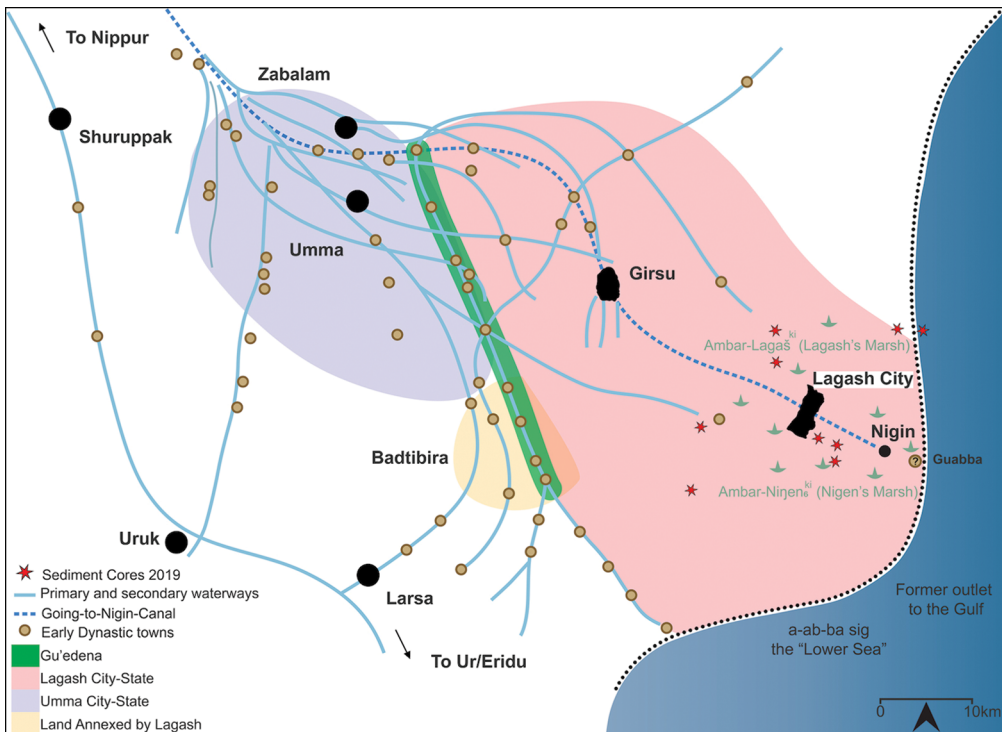 To Nippur
Zabalam
Shuruppak
Umma
Girsu
Ambar-Lagaš ki (Lagash's Marsh)
Lagash City
Nigin
Guabba
?
Badtibira
Ambar-Niŋen₆ ki (Nigen's Marsh)
Uruk
Larsa
To Ur/Eridu
Former outlet
to the Gulf
a-ab-ba sig
the "Lower Sea"
Sediment Cores 2019
Primary and secondary waterways
Going-to-Nigin-Canal
Early Dynastic towns
Gu'edena
Lagash City-State
Umma City-State
Land Annexed by Lagash
0 10km